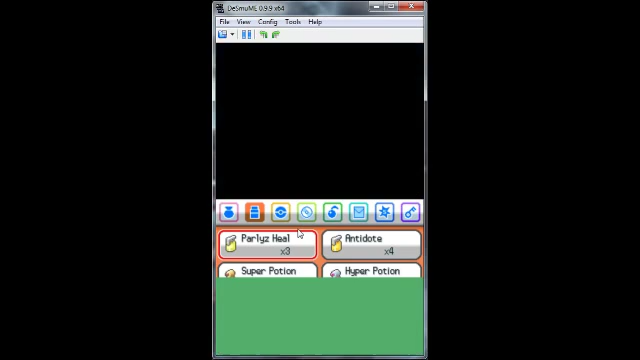 DeSmuME 0.9.9 x64
File View Config Tools Help
Parlyz Heal
x3
Antidote
x4
Super Potion
Hyper Potion